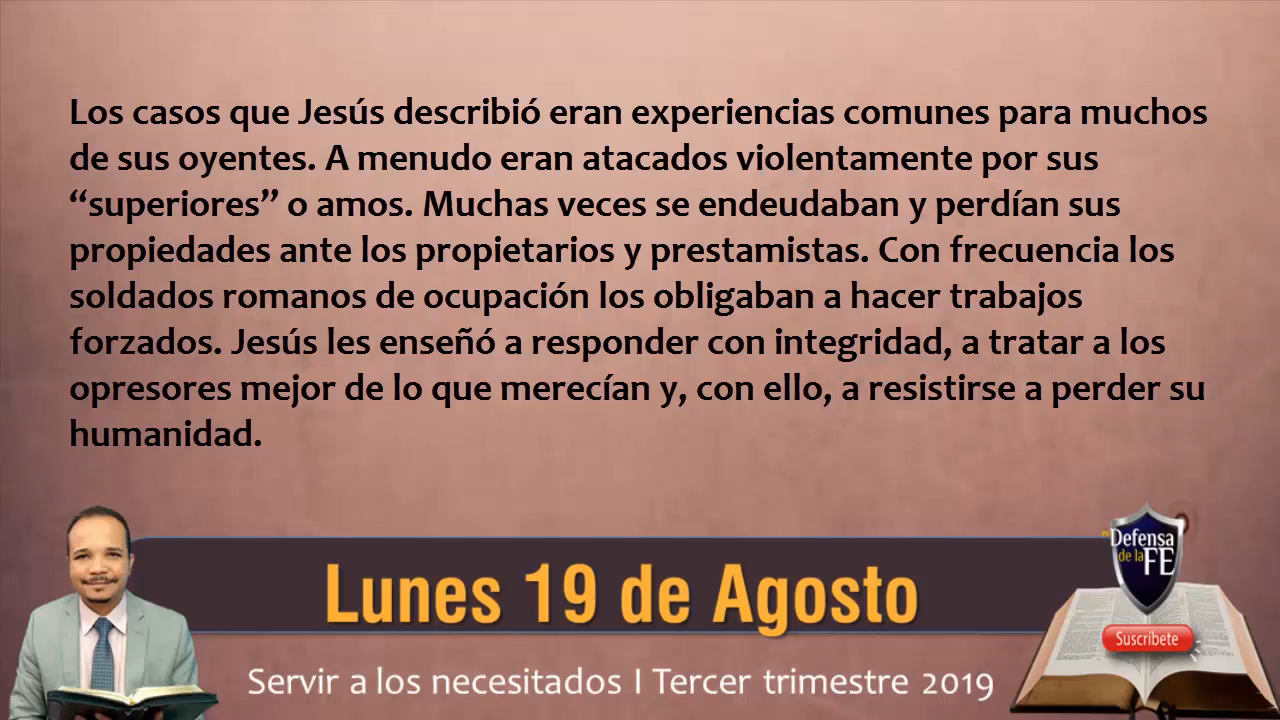 Los casos que Jesús describió eran experiencias comunes para muchos
de sus oyentes. A menudo eran atacados violentamente por sus
“superiores” o amos. Muchas veces se endeudaban y perdían sus
propiedades ante los propietarios y prestamistas. Con frecuencia los
soldados romanos de ocupación los obligaban a hacer trabajos
forzados. Jesús les enseñó a responder con integridad, a tratar a los
opresores mejor de lo que merecían y, con ello, a resistirse a perder su
humanidad.
Defensa
de la FE
Lunes 19 de Agosto
Suscríbete
Servir a los necesitados I Tercer trimestre 2019